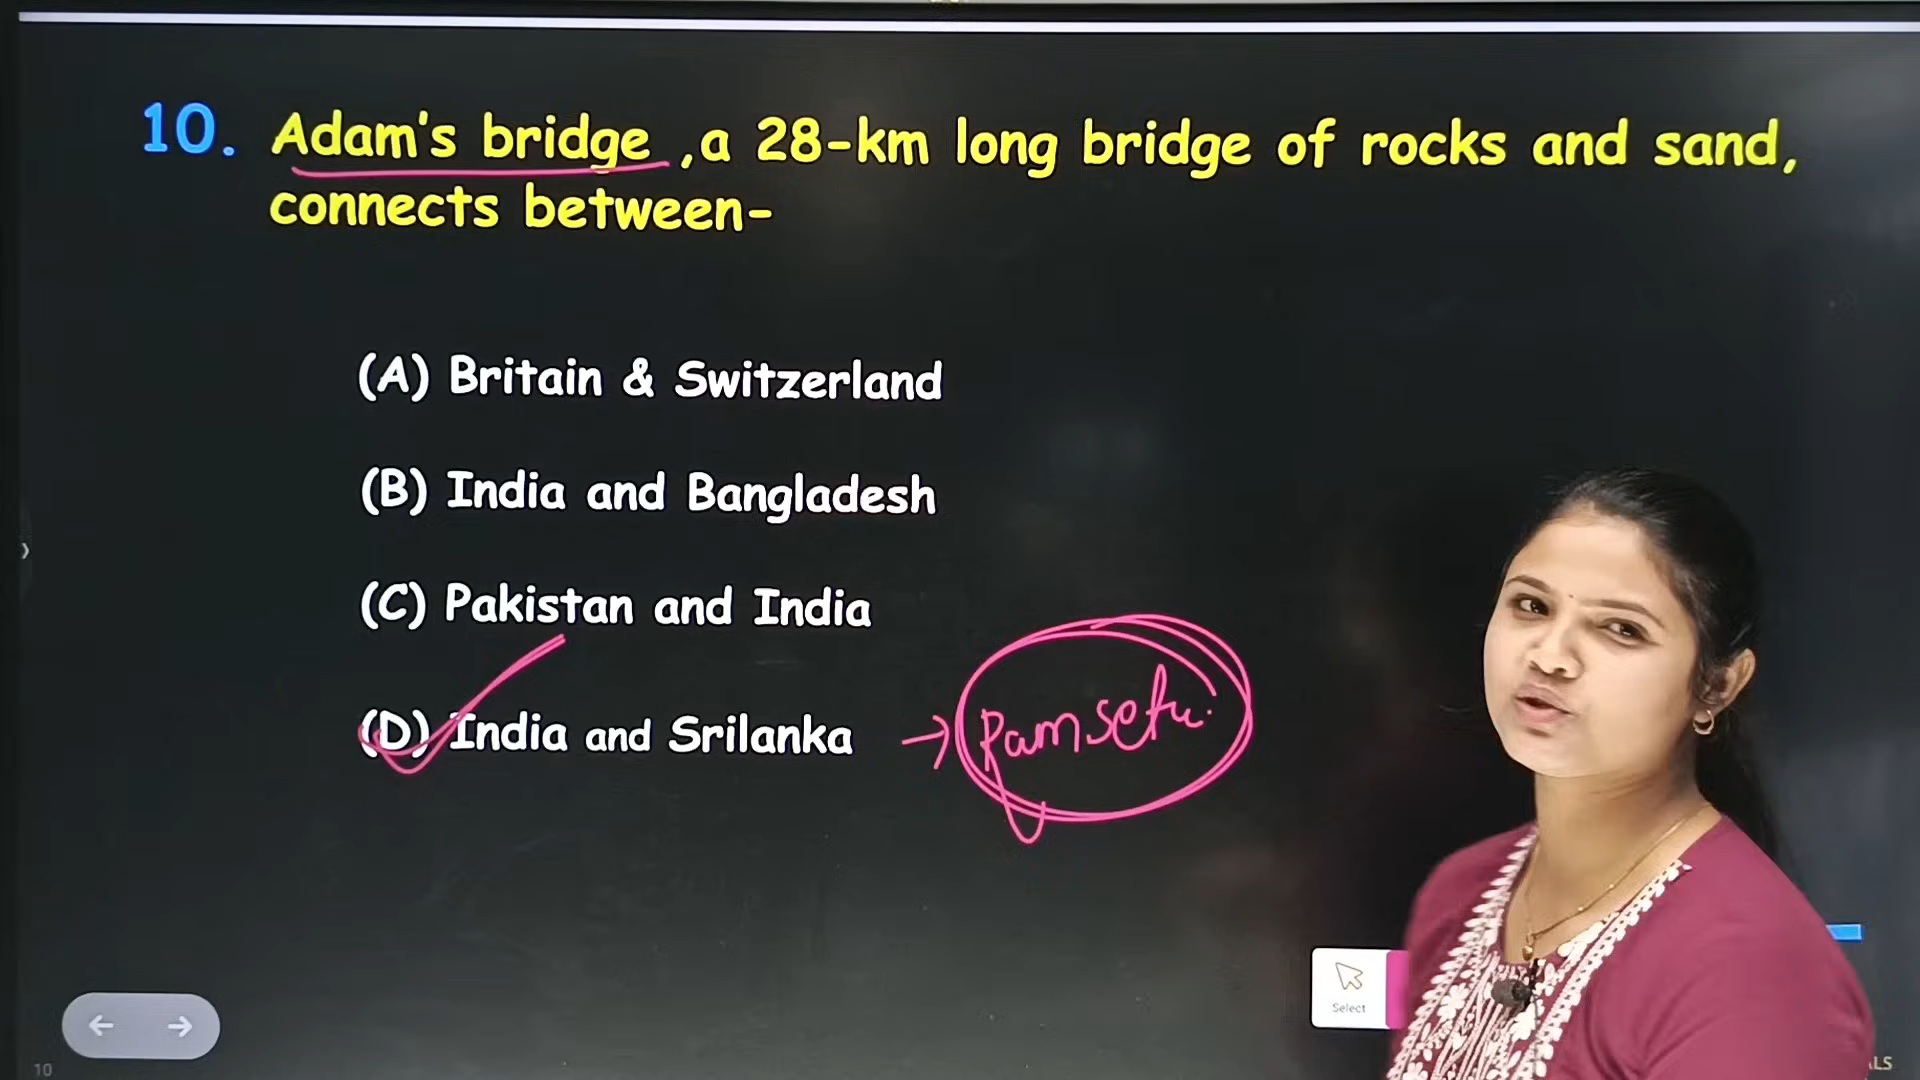 10. Adam's bridge ,a 28-km long bridge of rocks and sand,
connects between-
(A) Britain & Switzerland
(B) India and Bangladesh
(C) Pakistan and India
(D) India and Srilanka → Ramsetu.
Select
10
ALS